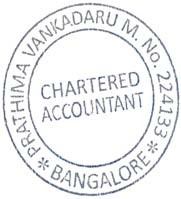 PRATHIMA VANKADARU M. No. 224133
CHARTERED
ACCOUNTANT
* BANGALORE *